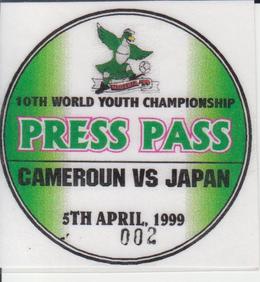 10TH WORLD YOUTH CHAMPIONSHIP
PRESS PASS
CAMEROUN VS JAPAN
5TH APRIL, 1999
002